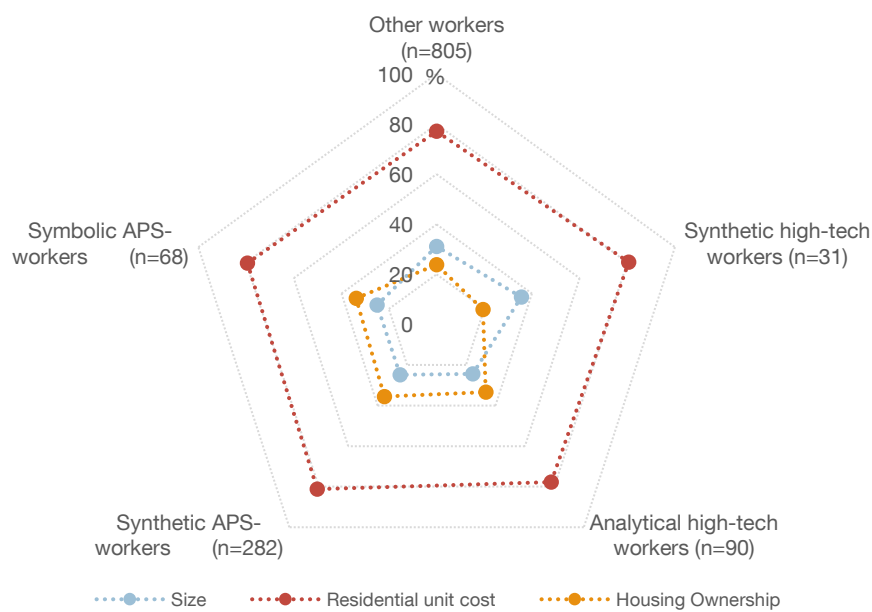 Other workers
(n=805)
100 %
80
60
40
20
0
Symbolic APS-
workers (n=68)
Synthetic high-tech
workers (n=31)
Synthetic APS-
workers (n=282)
Analytical high-tech
workers (n=90)
Size Residential unit cost Housing Ownership